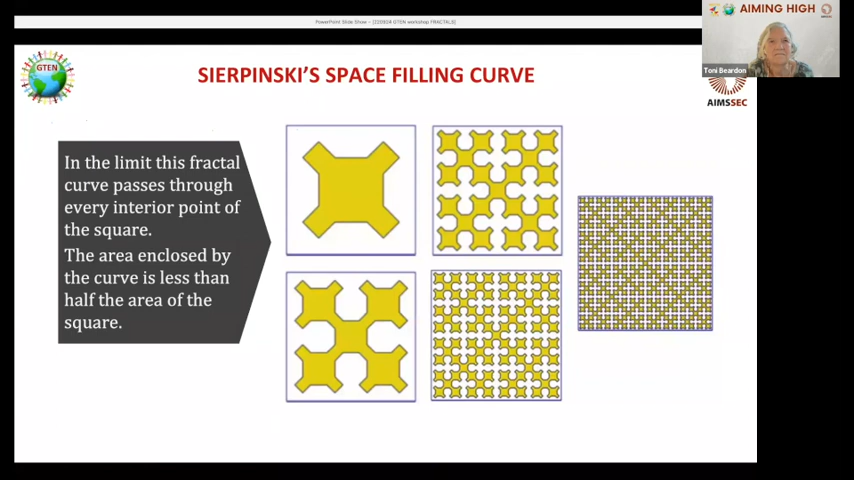 PowerPoint Slide Show - [220924 GTEN workshop FRACTALS]
AIMING HIGH
Toni Beardon
GTEN
SIERPINSKI'S SPACE FILLING CURVE
AIMSSEC
In the limit this fractal
curve passes through
every interior point of
the square.
The area enclosed by
the curve is less than
half the area of the
square.